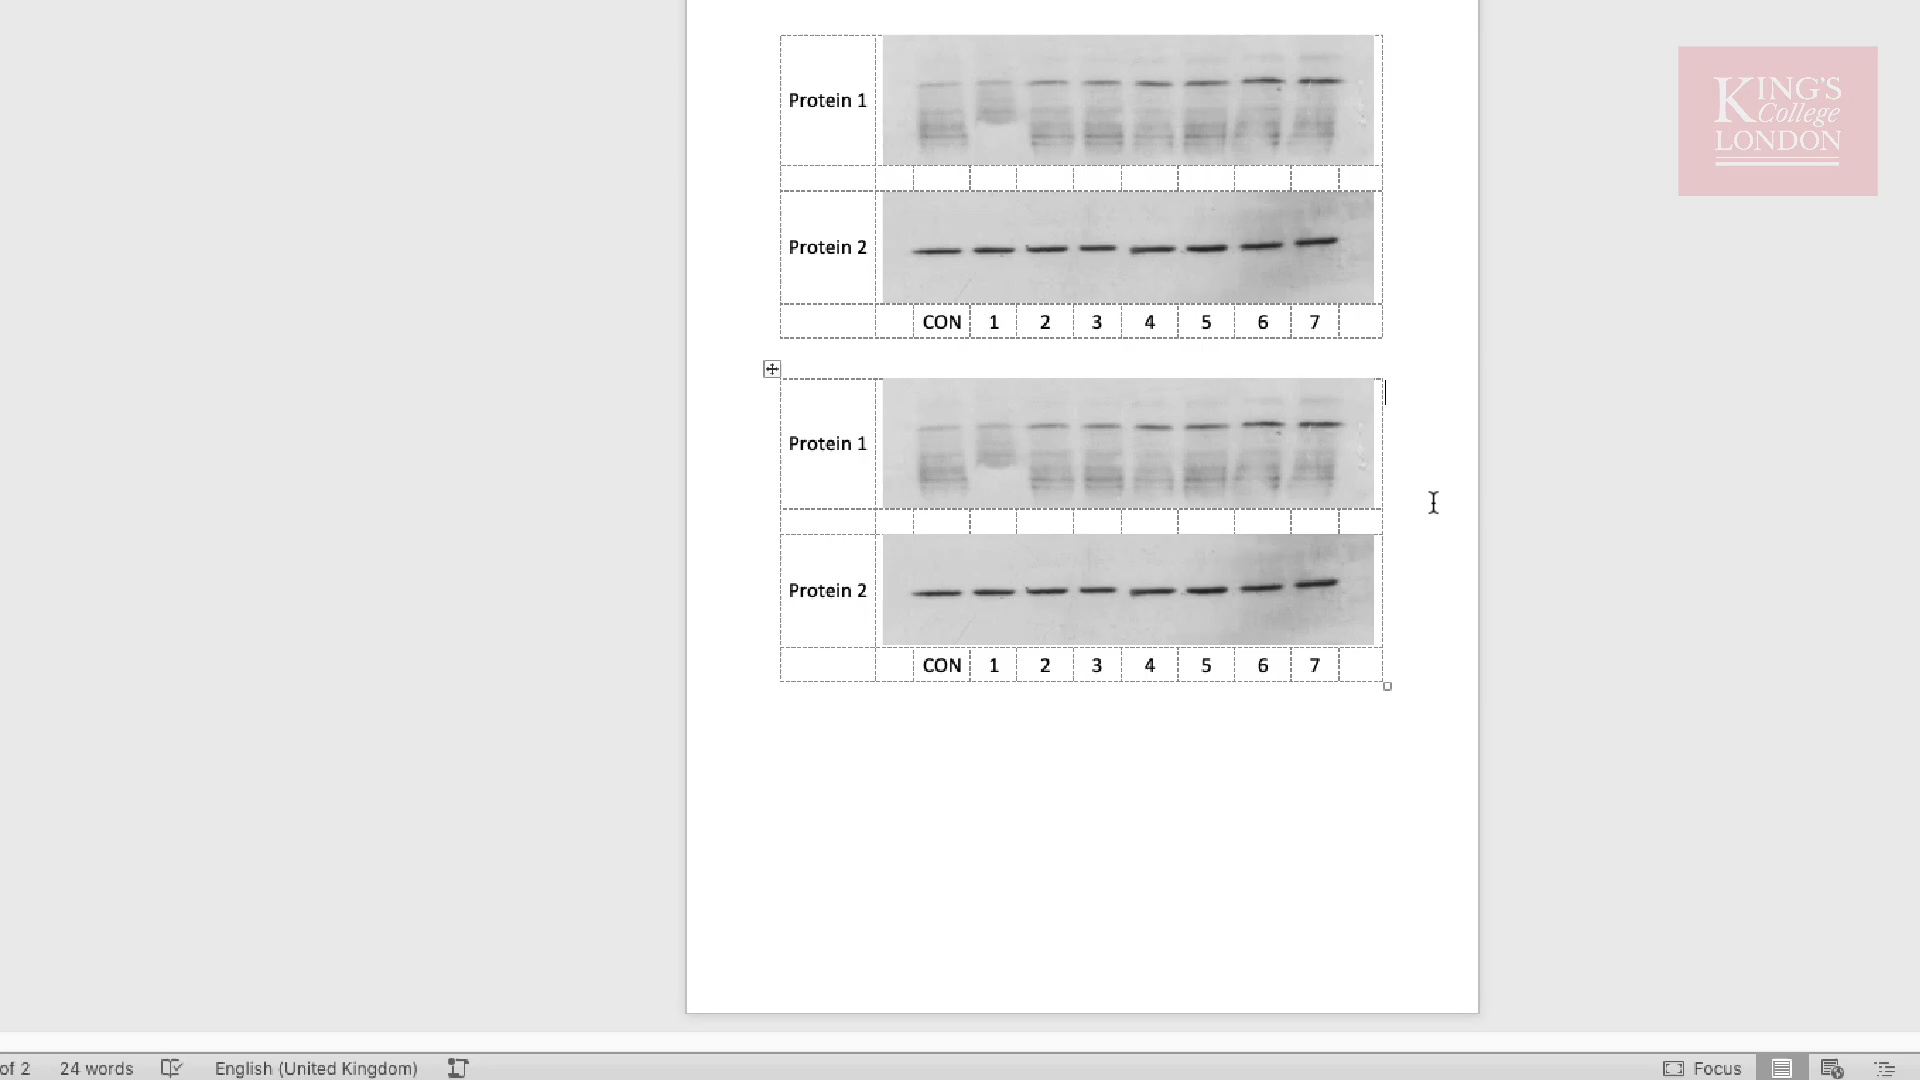 Protein 1
Protein 2
CON 1 2 3 4 5 6 7
Protein 1
Protein 2
CON 1 2 3 4 5 6 7
KING'S
College
LONDON
of 2 24 words English (United Kingdom) Focus